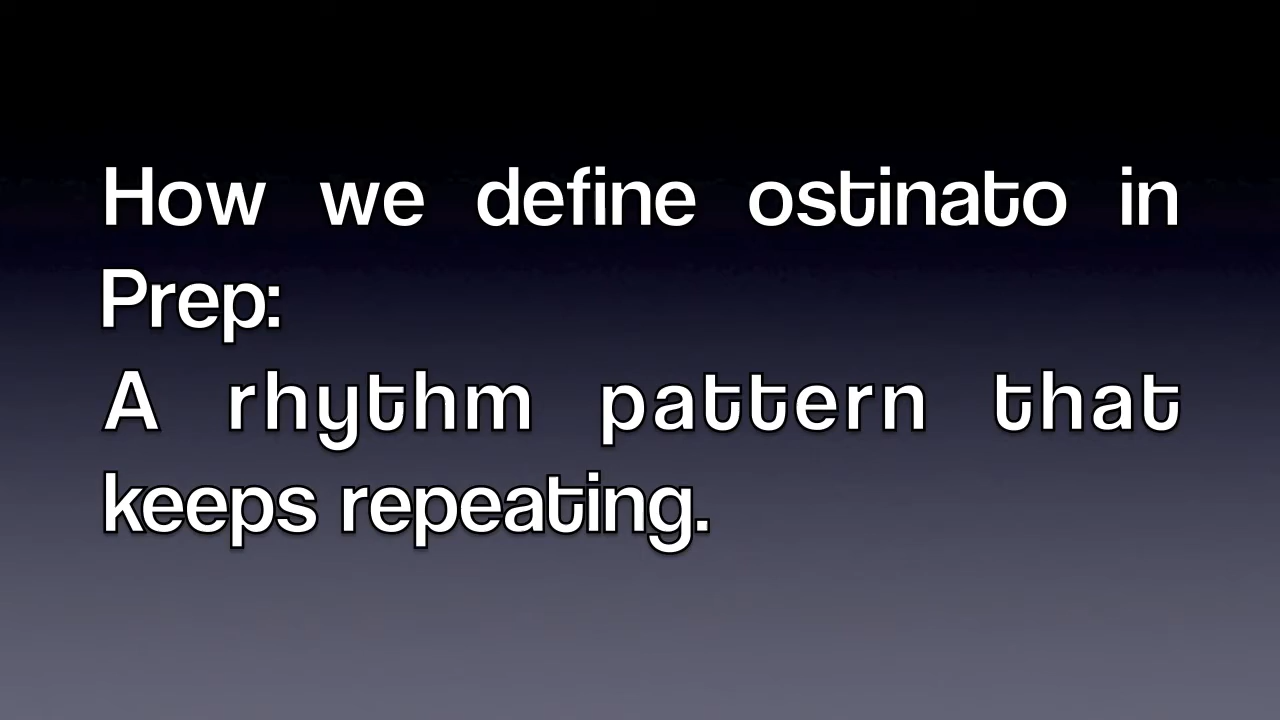 How we define ostinato in
Prep:
A rhythm pattern that
keeps repeating.